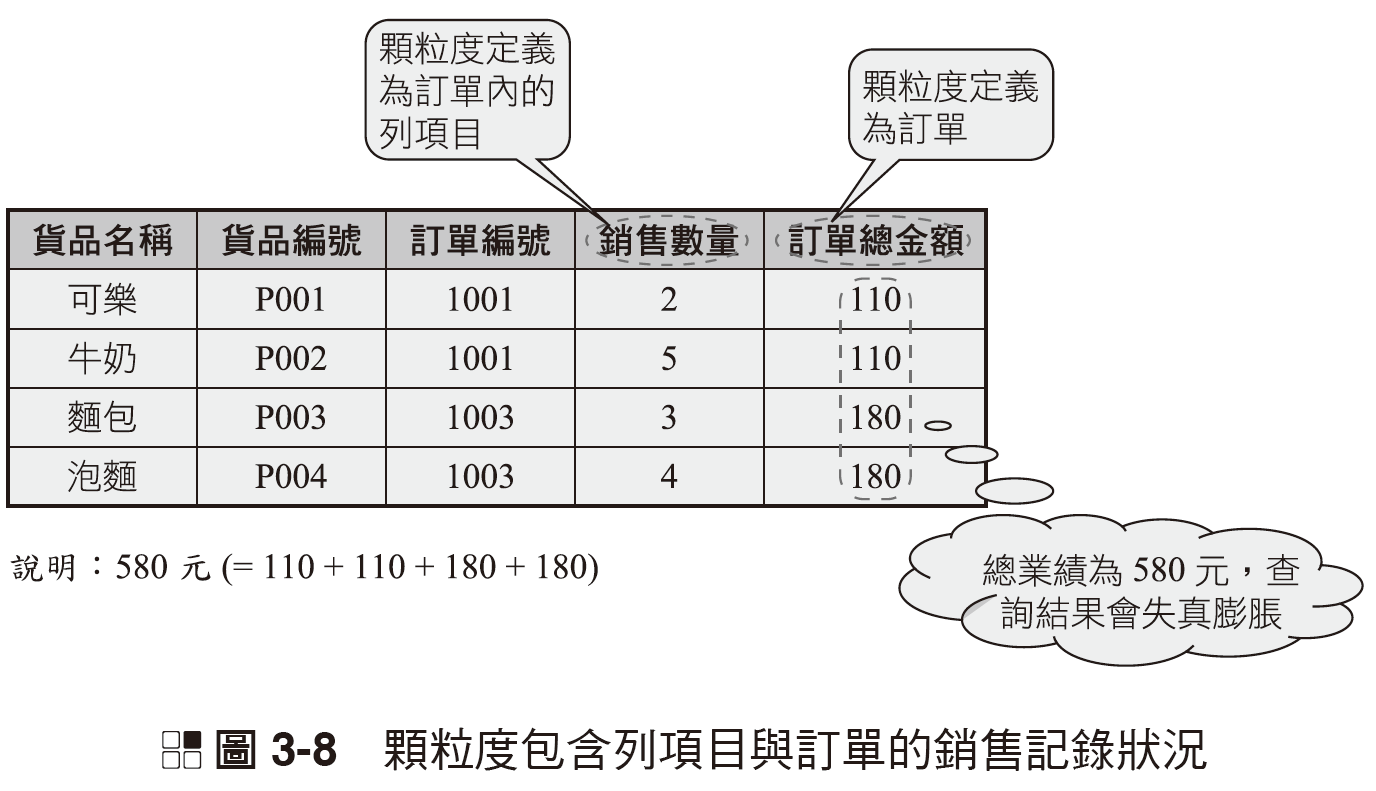 顆粒度定義
為訂單內的
列項目
顆粒度定義
為訂單
貨品名稱 貨品編號 訂單編號 銷售數量 訂單總金額
可樂 P001 1001 2 110
牛奶 P002 1001 5 110
麵包 P003 1003 3 180
泡麵 P004 1003 4 180
說明：580 元 (= 110 + 110 + 180 + 180)
總業績為 580 元，查
詢結果會失真膨脹
圖 3-8 顆粒度包含列項目與訂單的銷售記錄狀況